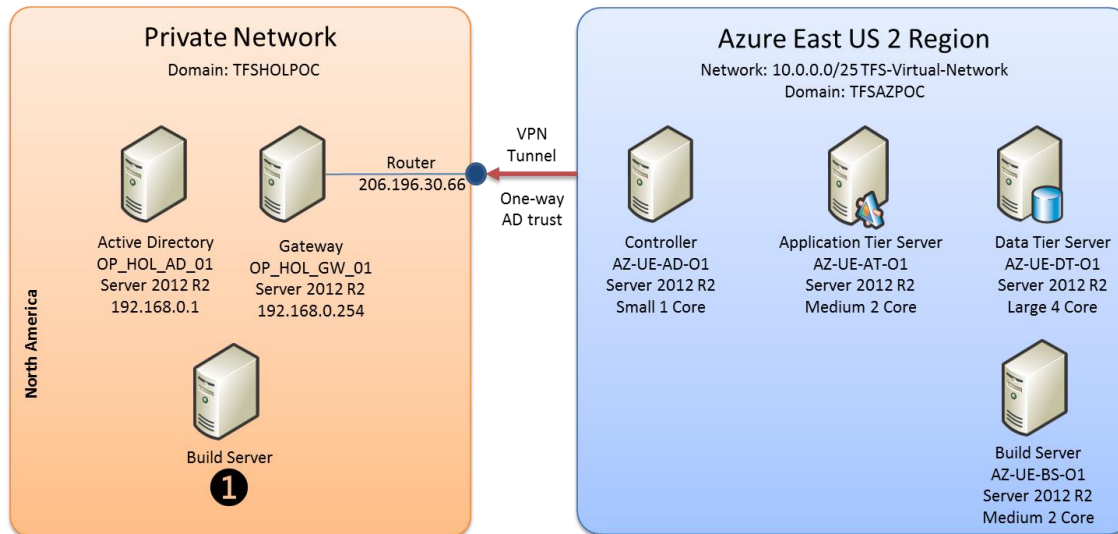 Private Network
Domain: TFSHOLPOC
North America
Active Directory
OP_HOL_AD_01
Server 2012 R2
192.168.0.1
Gateway
OP_HOL_GW_01
Server 2012 R2
192.168.0.254
Router
206.196.30.66
Build Server
1
VPN
Tunnel
One-way
AD trust
Azure East US 2 Region
Network: 10.0.0.0/25 TFS-Virtual-Network
Domain: TFSAZPOC
Controller
AZ-UE-AD-O1
Server 2012 R2
Small 1 Core
Application Tier Server
AZ-UE-AT-O1
Server 2012 R2
Medium 2 Core
Data Tier Server
AZ-UE-DT-O1
Server 2012 R2
Large 4 Core
Build Server
AZ-UE-BS-O1
Server 2012 R2
Medium 2 Core